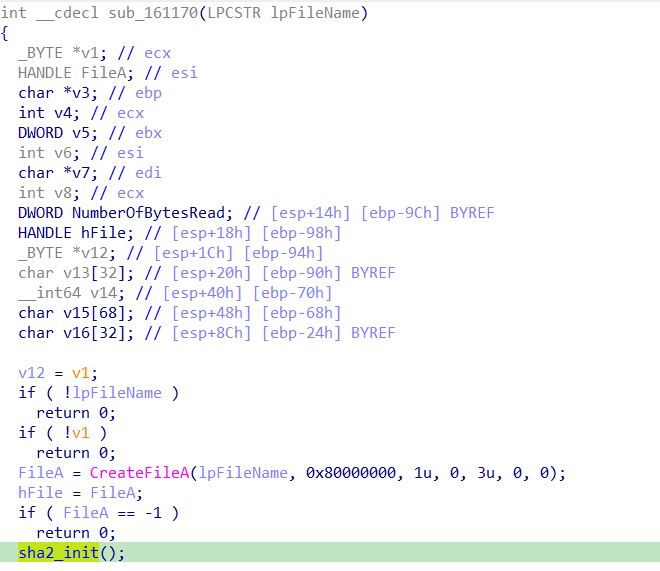 int __cdecl sub_161170(LPCSTR lpFileName)
{
  _BYTE *v1; // ecx
  HANDLE FileA; // esi
  char *v3; // ebp
  int v4; // ecx
  DWORD v5; // ebx
  int v6; // esi
  char *v7; // edi
  int v8; // ecx
  DWORD NumberOfBytesRead; // [esp+14h] [ebp-9Ch] BYREF
  HANDLE hFile; // [esp+18h] [ebp-98h]
  _BYTE *v12; // [esp+1Ch] [ebp-94h]
  char v13[32]; // [esp+20h] [ebp-90h] BYREF
  __int64 v14; // [esp+40h] [ebp-70h]
  char v15[68]; // [esp+48h] [ebp-68h]
  char v16[32]; // [esp+8Ch] [ebp-24h] BYREF

  v12 = v1;
  if ( !lpFileName )
    return 0;
  if ( !v1 )
    return 0;
  FileA = CreateFileA(lpFileName, 0x80000000, 1u, 0, 3u, 0, 0);
  hFile = FileA;
  if ( FileA == -1 )
    return 0;
  sha2_init();